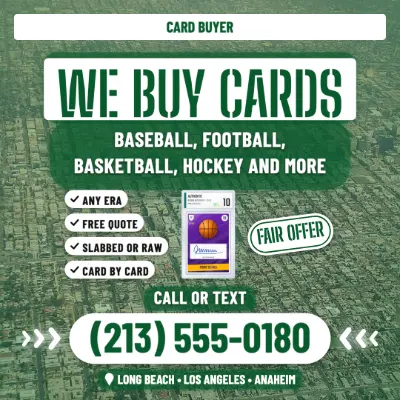 CARD BUYER
WE BUY CARDS
BASEBALL, FOOTBALL,
BASKETBALL, HOCKEY AND MORE
ANY ERA
FREE QUOTE
SLABBED OR RAW
CARD BY CARD
AUTHENTIC
10
FAIR OFFER
CALL OR TEXT
(213) 555-0180
LONG BEACH • LOS ANGELES • ANAHEIM